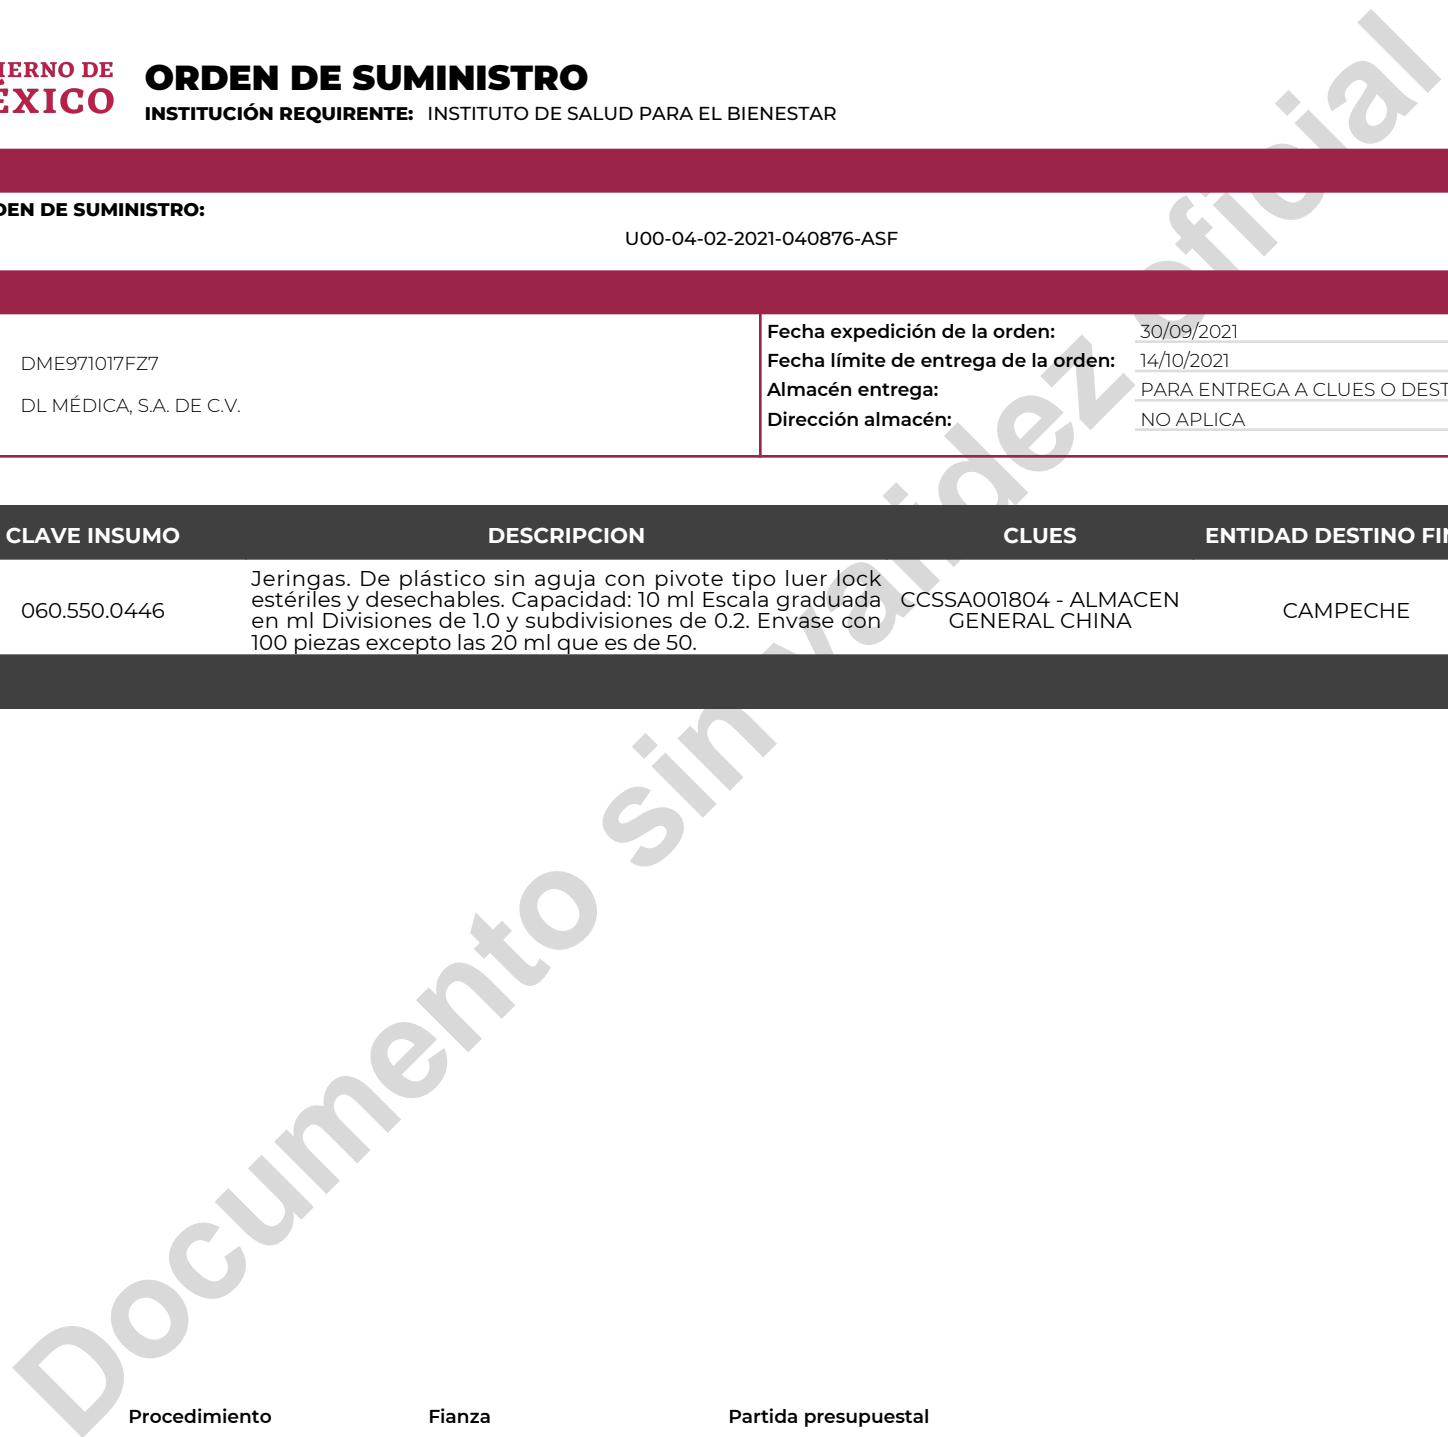 IERNO DE
ÉXICO
ORDEN DE SUMINISTRO
INSTITUCIÓN REQUIRENTE: INSTITUTO DE SALUD PARA EL BIENESTAR
DEN DE SUMINISTRO:
U00-04-02-2021-040876-ASF
DME971017FZ7
DL MÉDICA, S.A. DE C.V.
Fecha expedición de la orden: 30/09/2021
Fecha límite de entrega de la orden: 14/10/2021
Almacén entrega: PARA ENTREGA A CLUES O DEST
Dirección almacén: NO APLICA
CLAVE INSUMO DESCRIPCION CLUES ENTIDAD DESTINO FIN
060.550.0446
Jeringas. De plástico sin aguja con pivote tipo luer lock
estériles y desechables. Capacidad: 10 ml Escala graduada
en ml Divisiones de 1.0 y subdivisiones de 0.2. Envase con
100 piezas excepto las 20 ml que es de 50.
CCSSA001804 - ALMACEN
GENERAL CHINA
CAMPECHE
Documento sin validez oficial
Procedimiento Fianza Partida presupuestal